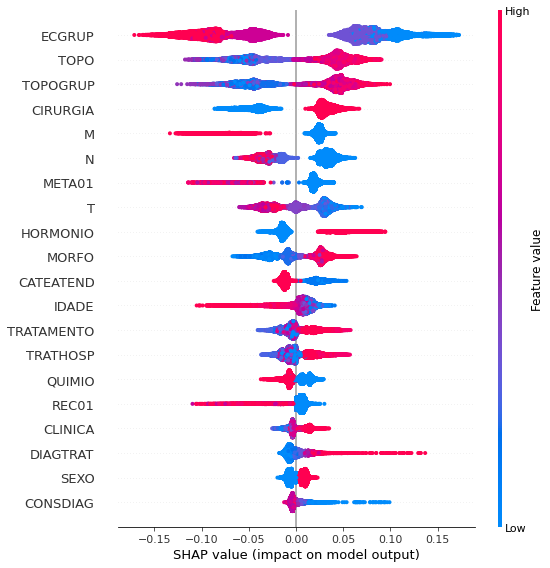 High
ECGRUP
TOPO
TOPOGRUP
CIRURGIA
M
N
META01
T
HORMONIO
MORFO
CATEATEND
IDADE
TRATAMENTO
TRATHOSP
QUIMIO
REC01
CLINICA
DIAGTRAT
SEXO
CONSDIAG
Feature value
Low
−0.15 −0.10 −0.05 0.00 0.05 0.10 0.15
SHAP value (impact on model output)